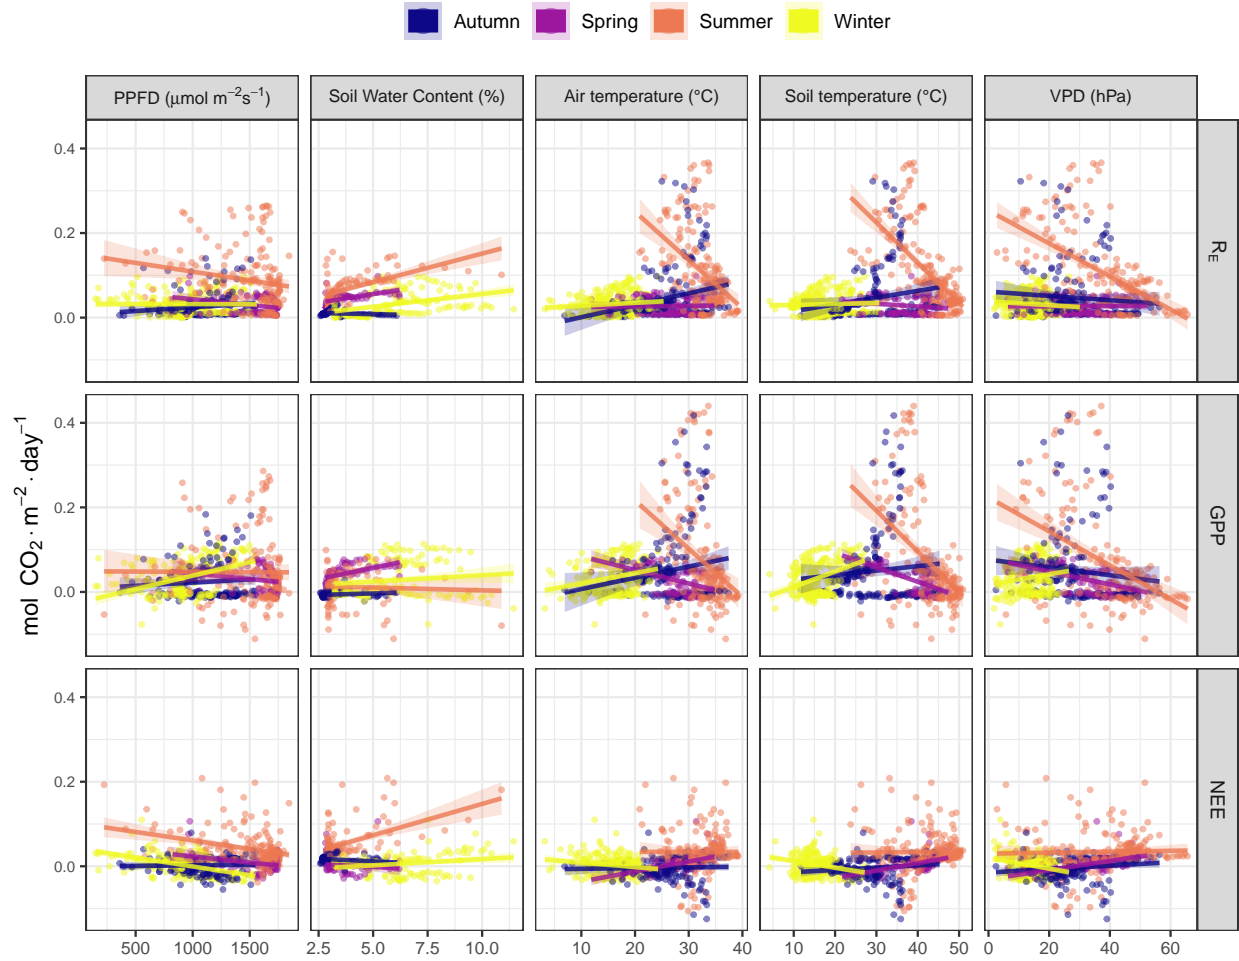 Autumn Spring Summer Winter
PPFD (μmol m⁻²s⁻¹) Soil Water Content (%) Air temperature (°C) Soil temperature (°C) VPD (hPa)
0.4
0.2
0.0
R_E
mol CO₂ · m⁻² · day⁻¹
0.4
0.2
0.0
GPP
0.4
0.2
0.0
NEE
500 1000 1500 2.5 5.0 7.5 10.0 10 20 30 40 10 20 30 40 50 0 20 40 60